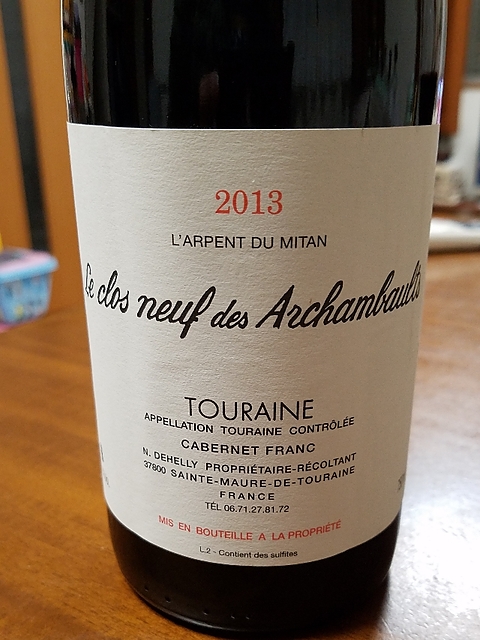 2013
L'ARPENT DU MITAN
Le clos neuf des Archambaults
TOURAINE
APPELLATION TOURAINE CONTRÔLÉE
CABERNET FRANC
N. DEHELLY PROPRIÉTAIRE-RÉCOLTANT
37800 SAINTE-MAURE-DE-TOURAINE
FRANCE
TÉL 06.71.27.81.72
MIS EN BOUTEILLE A LA PROPRIÉTÉ
L.2 - Contient des sulfites